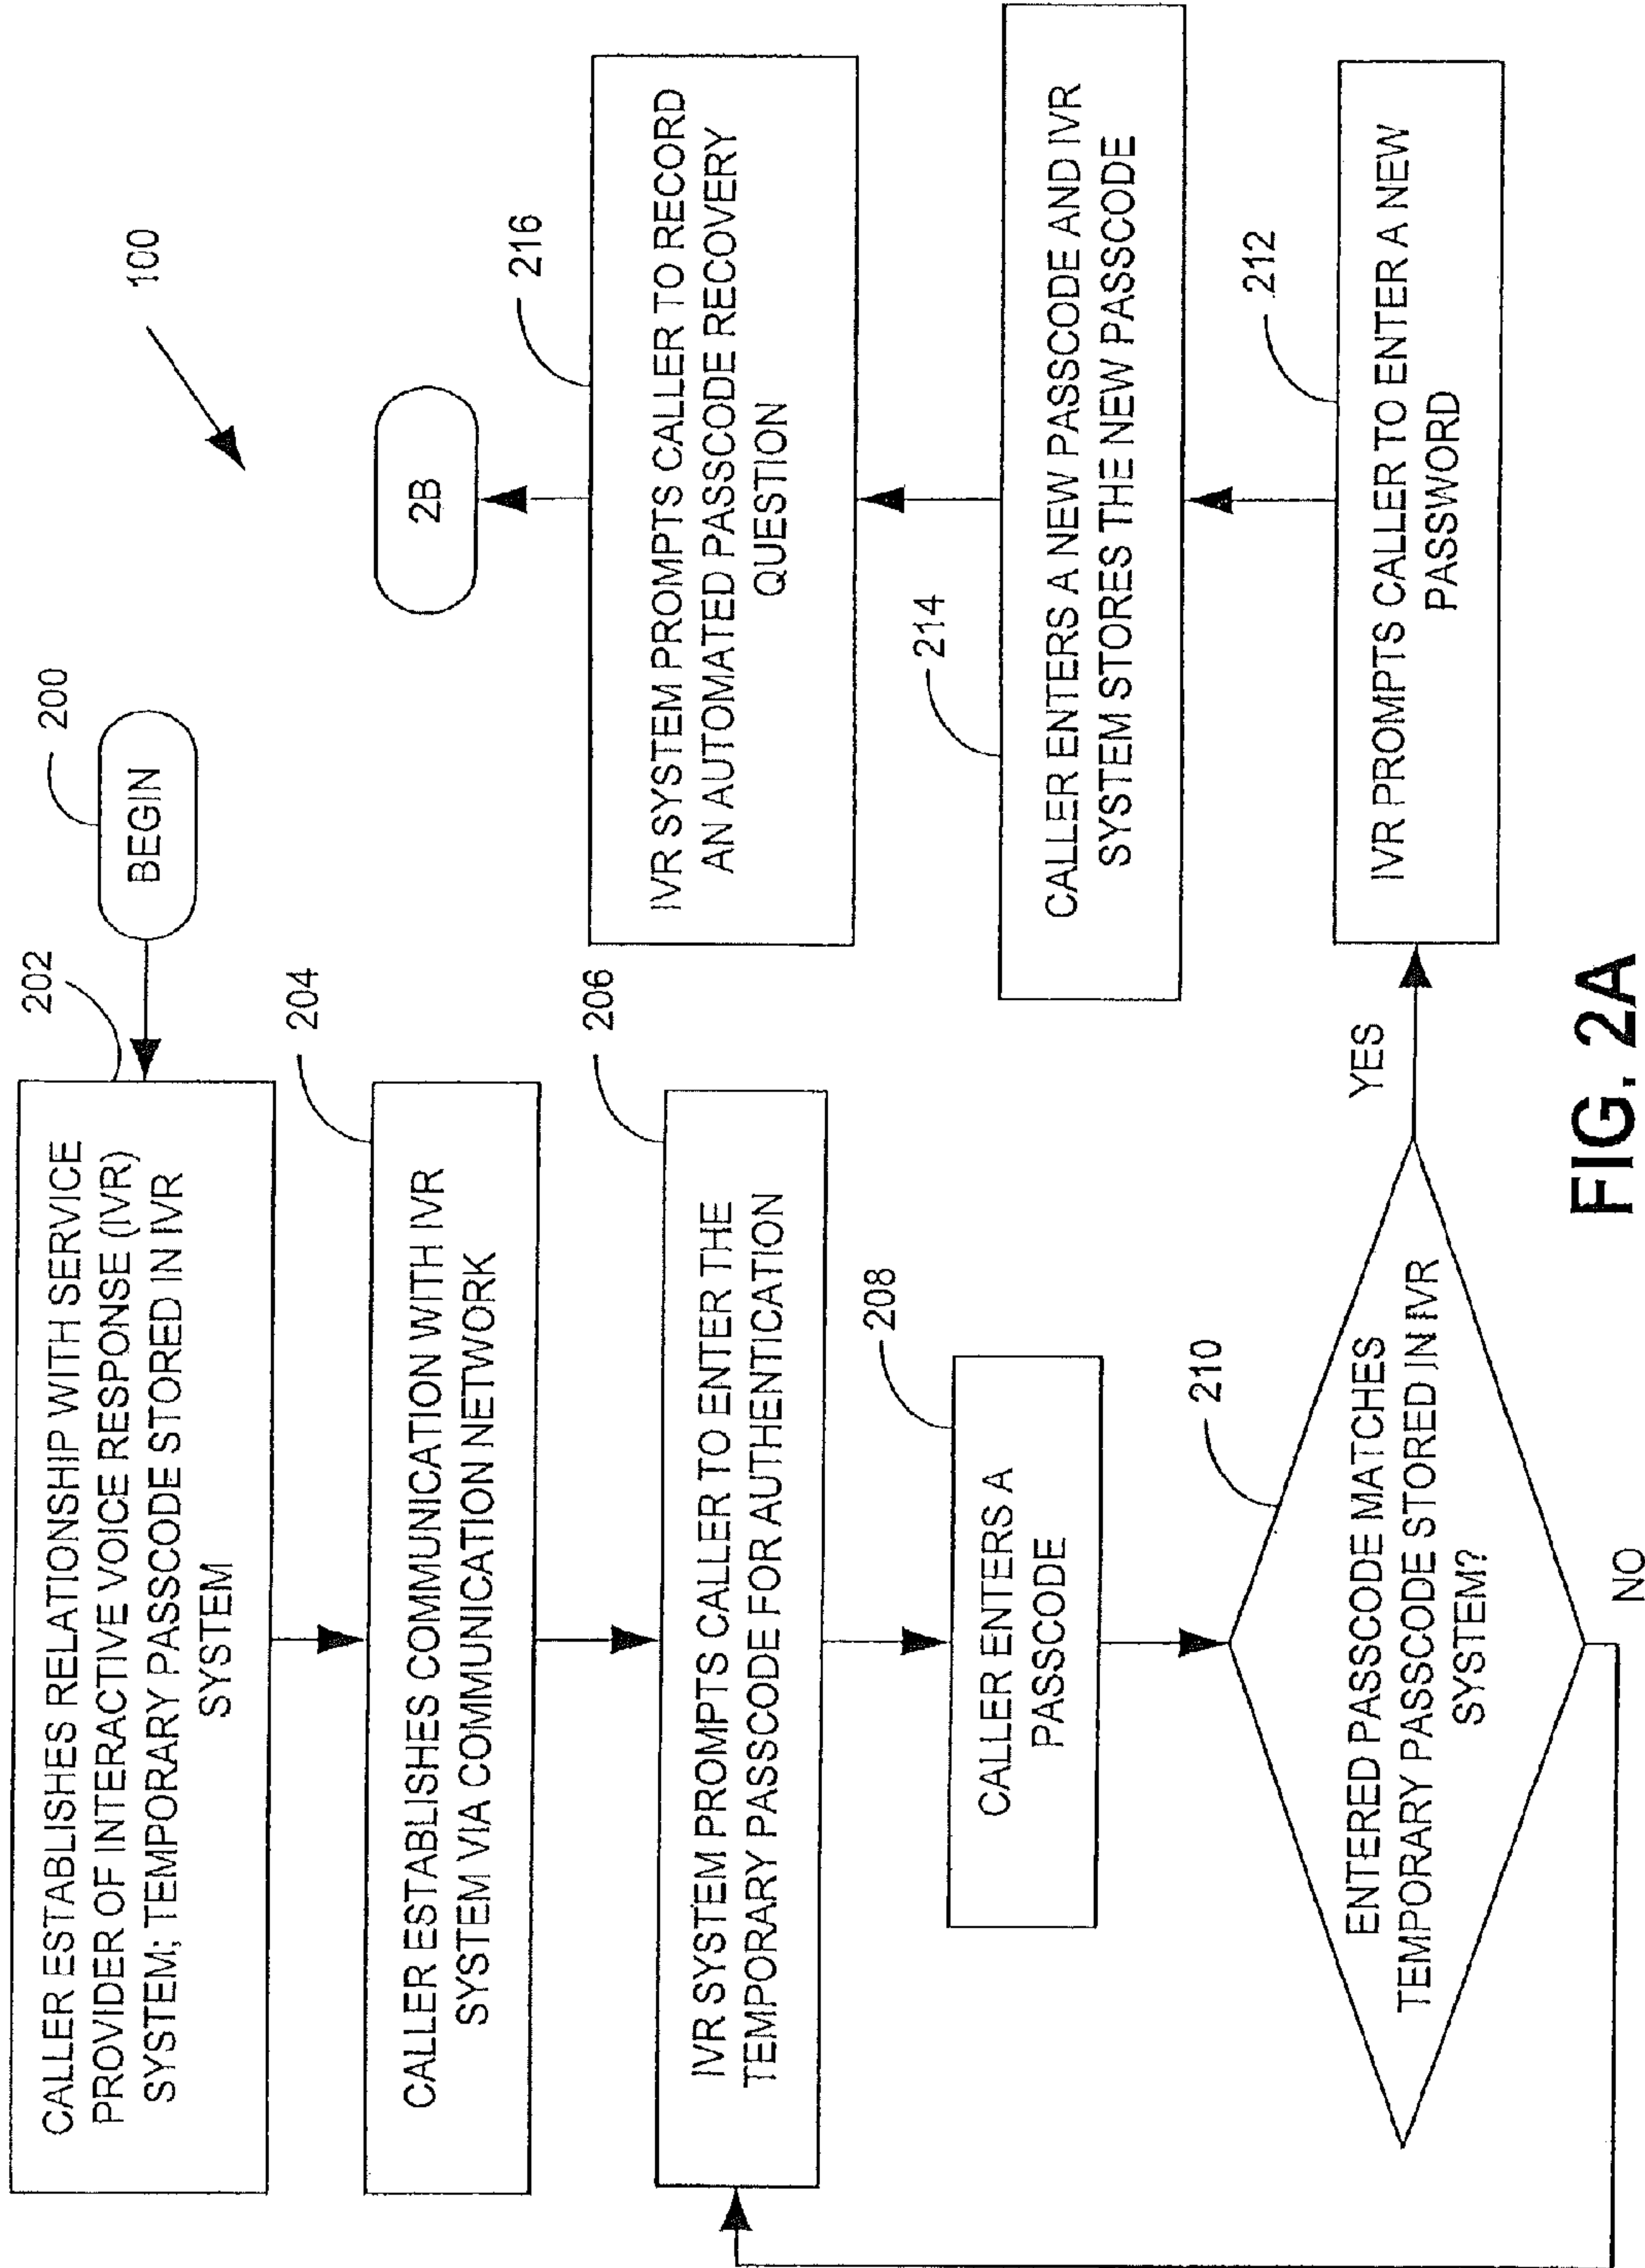 100
200
BEGIN
202
CALLER ESTABLISHES RELATIONSHIP WITH SERVICE
PROVIDER OF INTERACTIVE VOICE RESPONSE (IVR)
SYSTEM; TEMPORARY PASSCODE STORED IN IVR
SYSTEM
204
CALLER ESTABLISHES COMMUNICATION WITH IVR
SYSTEM VIA COMMUNICATION NETWORK
206
IVR SYSTEM PROMPTS CALLER TO ENTER THE
TEMPORARY PASSCODE FOR AUTHENTICATION
208
CALLER ENTERS A
PASSCODE
210
ENTERED PASSCODE MATCHES
TEMPORARY PASSCODE STORED IN IVR
SYSTEM?
NO
YES
212
IVR PROMPTS CALLER TO ENTER A NEW
PASSWORD
214
CALLER ENTERS A NEW PASSCODE AND IVR
SYSTEM STORES THE NEW PASSCODE
216
IVR SYSTEM PROMPTS CALLER TO RECORD
AN AUTOMATED PASSCODE RECOVERY
QUESTION
2B
FIG. 2A